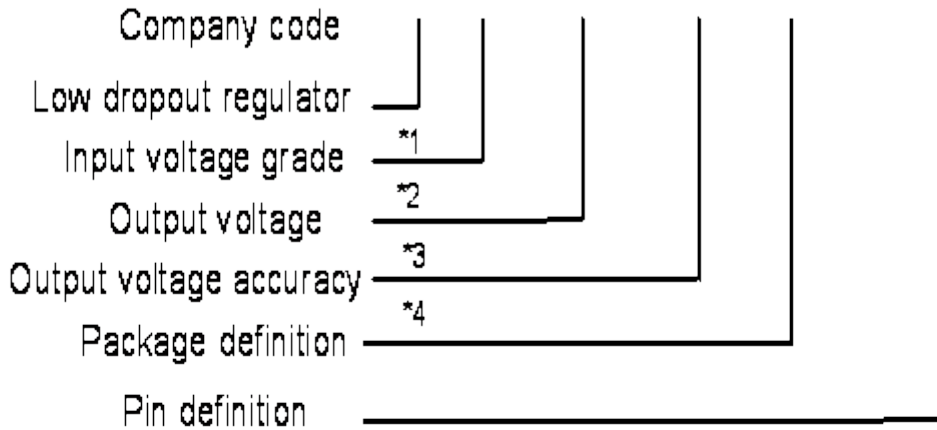 Company code
Low dropout regulator
*1
Input voltage grade
*2
Output voltage
*3
Output voltage accuracy
*4
Package definition
Pin definition